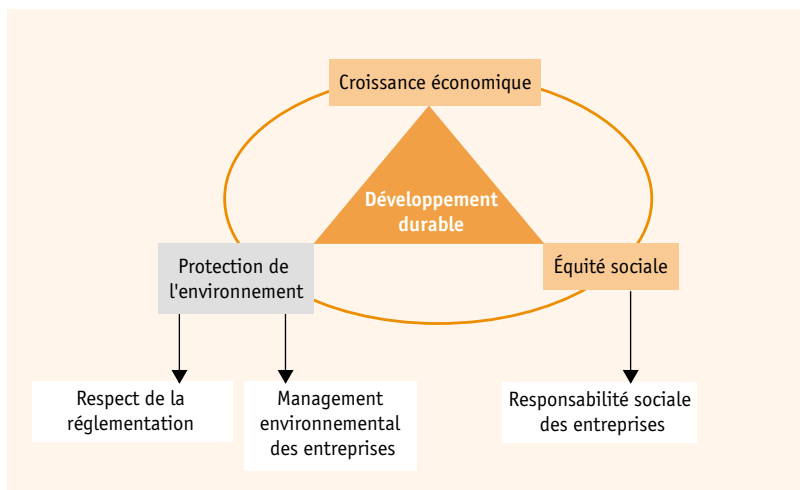 Croissance économique
Développement
durable
Protection de
l'environnement
Équité sociale
Respect de la
réglementation
Management
environnemental
des entreprises
Responsabilité sociale
des entreprises